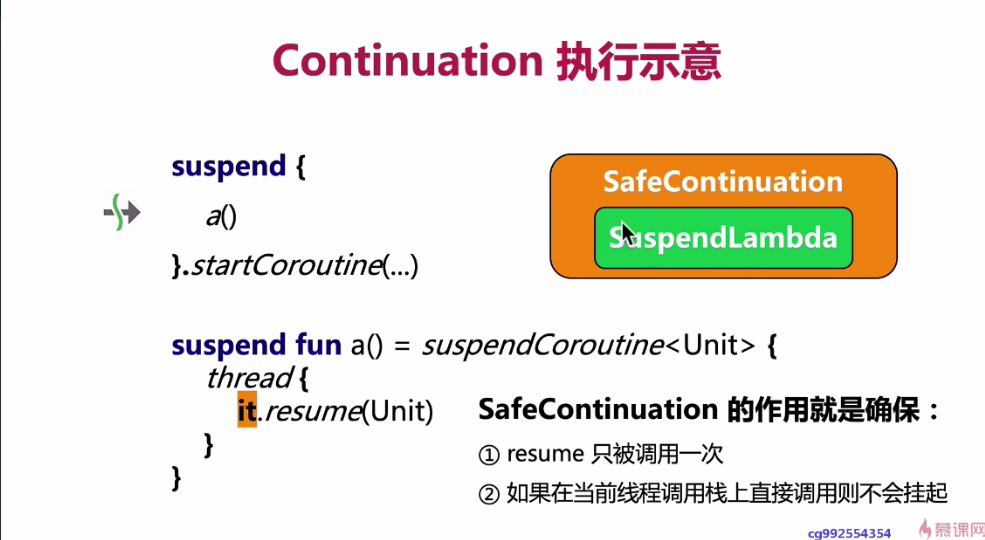 Continuation 执行示意
suspend {
a()
}.startCoroutine(...)
SafeContinuation
SuspendLambda
suspend fun a() = suspendCoroutine<Unit> {
thread {
it.resume(Unit)
}
}
SafeContinuation 的作用就是确保：
① resume 只被调用一次
② 如果在当前线程调用栈上直接调用则不会挂起
cg992554354
慕课网